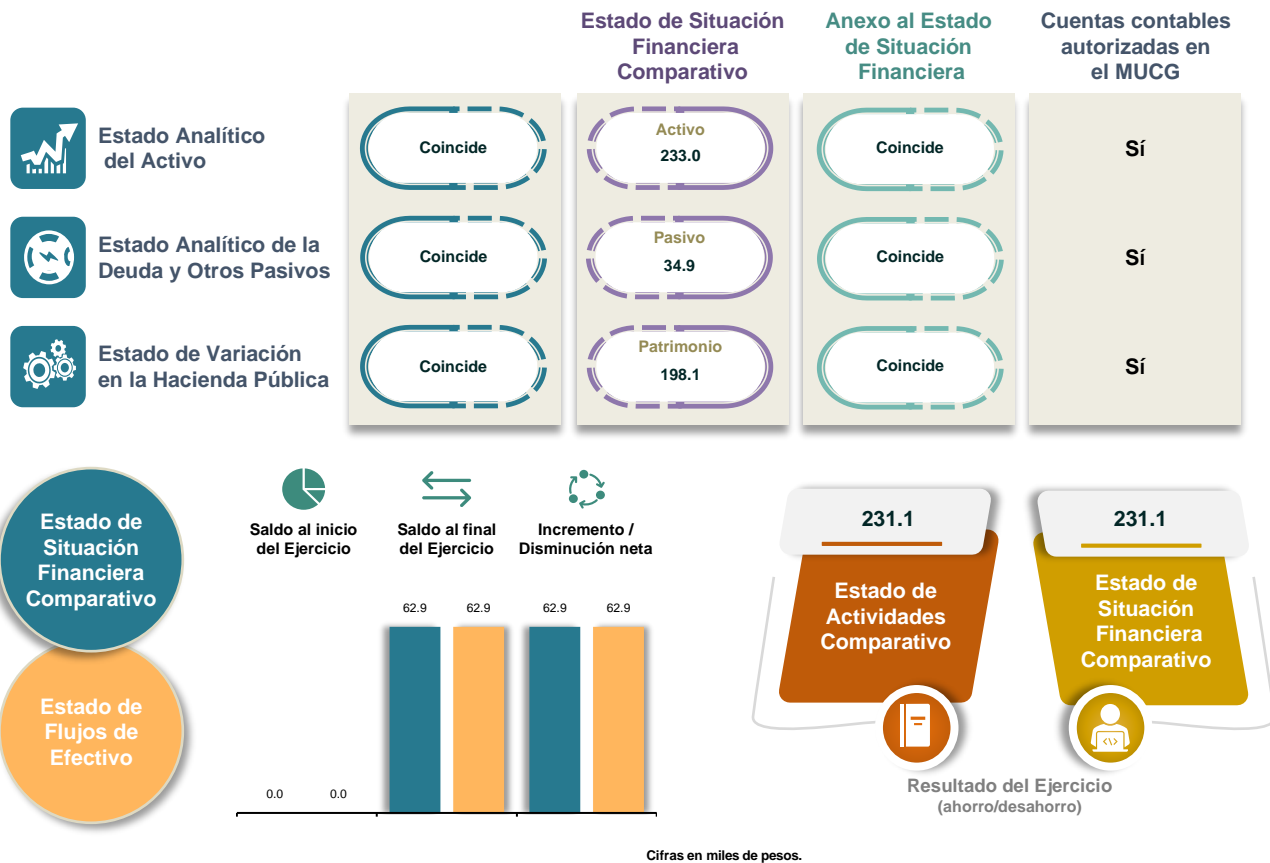 Estado de Situación
Financiera
Comparativo
Anexo al Estado
de Situación
Financiera
Cuentas contables
autorizadas en
el MUCG
Estado Analítico
del Activo
Coincide
Activo
233.0
Coincide
Sí
Estado Analítico de la
Deuda y Otros Pasivos
Coincide
Pasivo
34.9
Coincide
Sí
Estado de Variación
en la Hacienda Pública
Coincide
Patrimonio
198.1
Coincide
Sí
Estado de
Situación
Financiera
Comparativo
Estado de
Flujos de
Efectivo
Saldo al inicio
del Ejercicio
Saldo al final
del Ejercicio
Incremento /
Disminución neta
62.9 62.9 62.9 62.9
0.0 0.0
231.1
Estado de
Actividades
Comparativo
231.1
Estado de
Situación
Financiera
Comparativo
Resultado del Ejercicio
(ahorro/desahorro)
Cifras en miles de pesos.